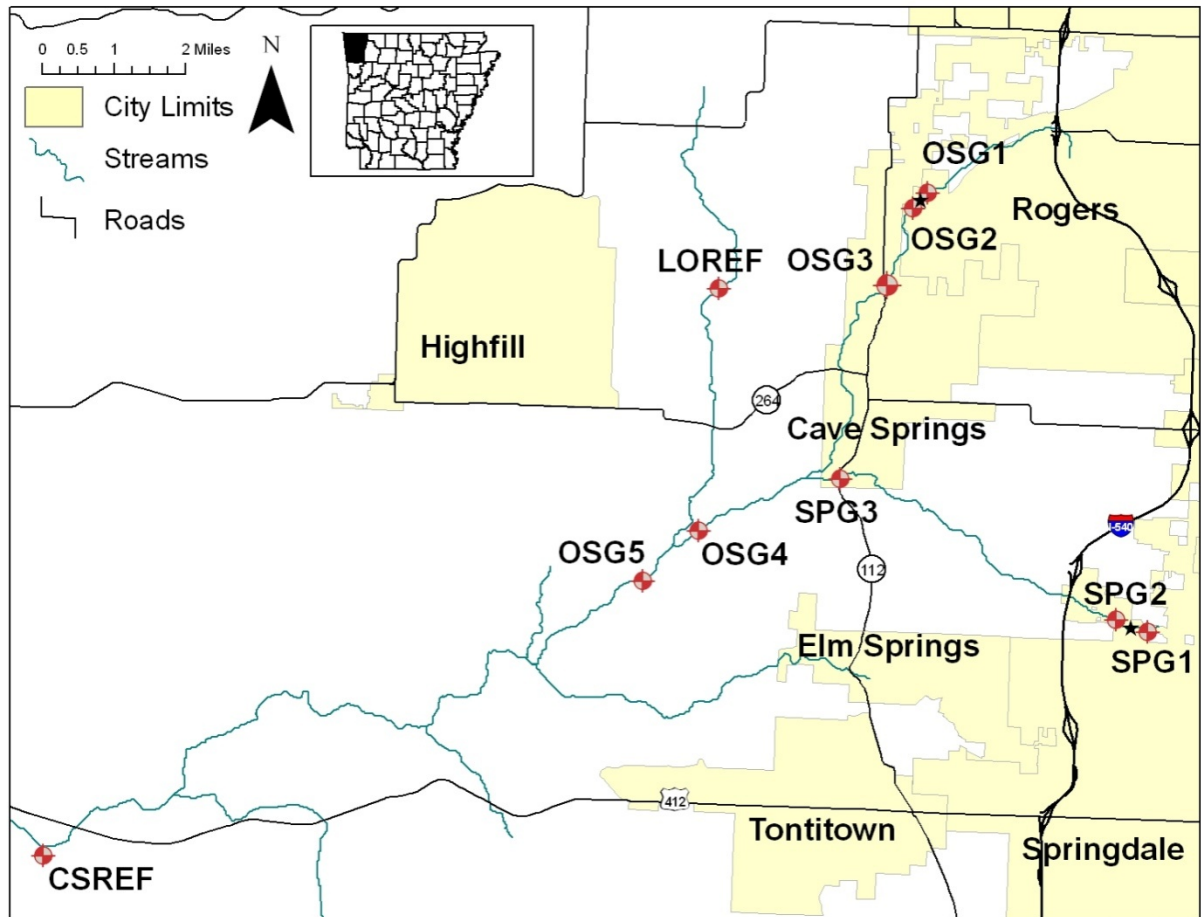 0 0.5 1 2 Miles
N
City Limits
Streams
Roads
OSG1
Rogers
OSG2
OSG3
LOREF
Highfill
264
Cave Springs
SPG3
I-540
OSG5
OSG4
112
SPG2
Elm Springs
SPG1
412
Tontitown
Springdale
CSREF